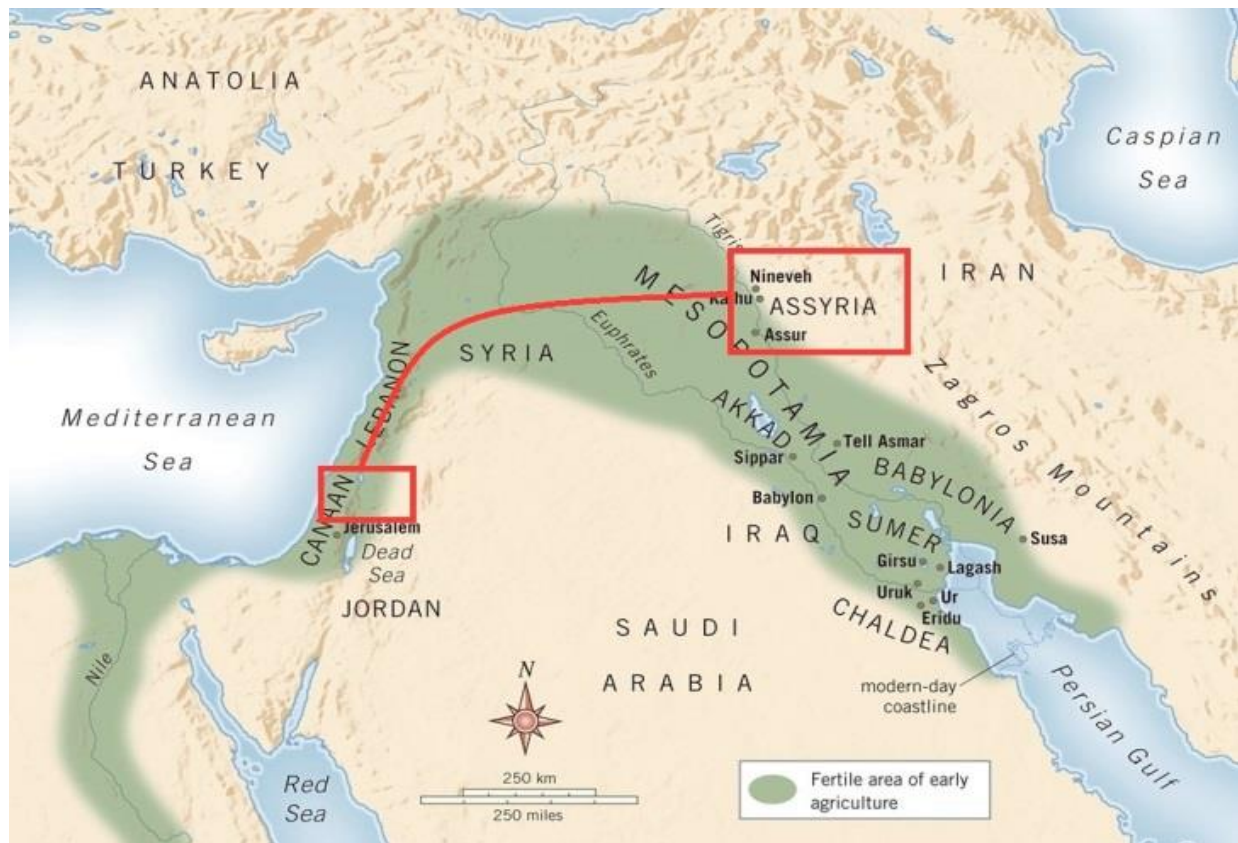 ANATOLIA
TURKEY
Caspian
Sea
Tigris
MESOPOTAMIA
Nineveh
Kalhu
ASSYRIA
Assur
IRAN
Euphrates
SYRIA
LEBANON
Mediterranean
Sea
AKKAD
Zagros Mountains
Tell Asmar
Sippar
BABYLONIA
Babylon
CANAAN
Jerusalem
Dead
Sea
IRAQ
SUMER
Susa
Girsu
Lagash
Uruk
Ur
Eridu
JORDAN
CHALDEA
SAUDI
ARABIA
Nile
N
modern-day
coastline
Persian Gulf
Red
Sea
250 km
250 miles
Fertile area of early
agriculture